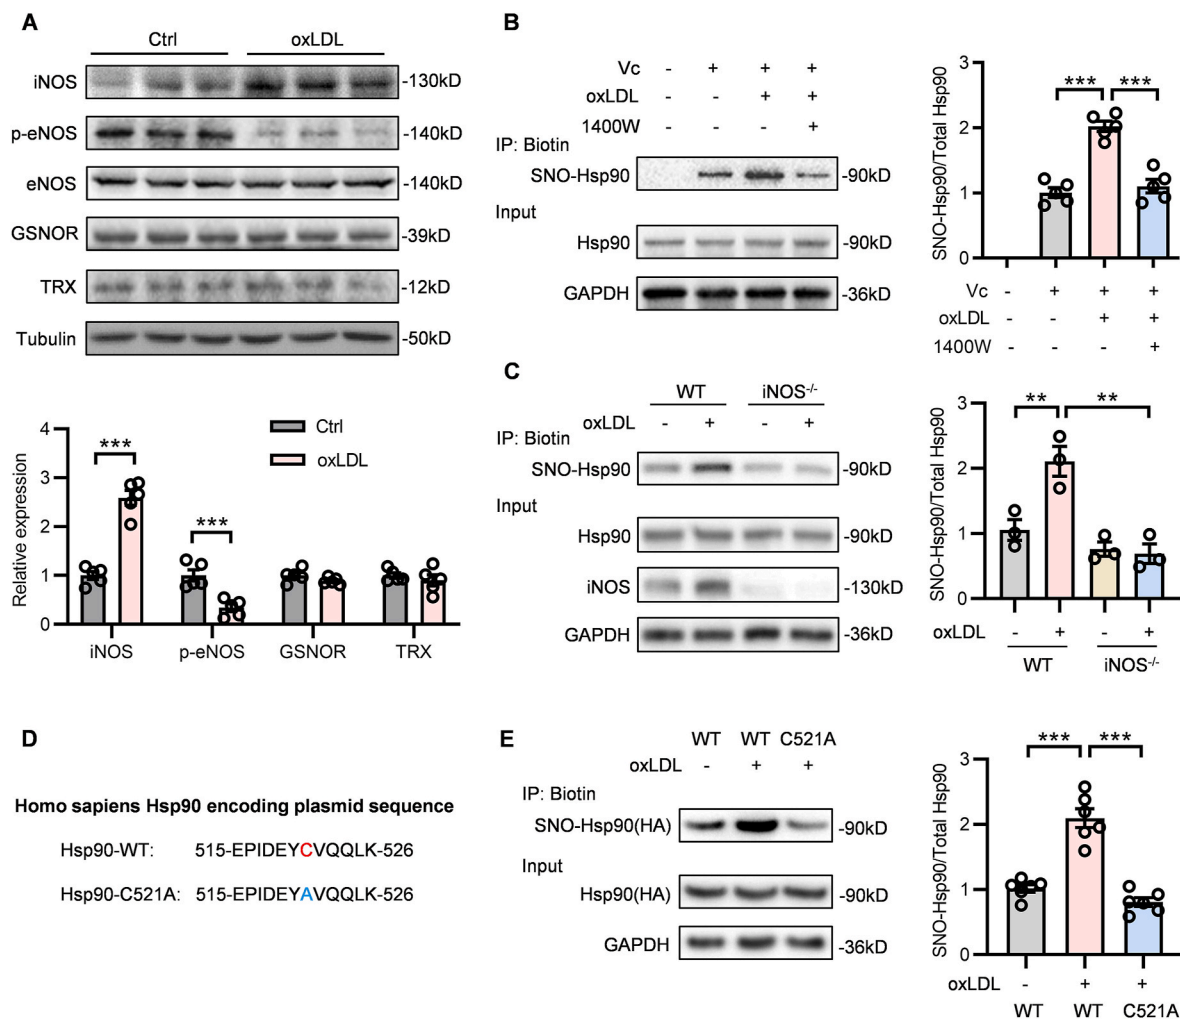 A
Ctrl oxLDL
iNOS -130kD
p-eNOS -140kD
eNOS -140kD
GSNOR -39kD
TRX -12kD
Tubulin -50kD
Relative expression
4
3
2
1
0
*** ***
Ctrl
oxLDL
iNOS p-eNOS GSNOR TRX
B
Vc - + + +
oxLDL - - + +
1400W - - - +
IP: Biotin
SNO-Hsp90 -90kD
Input
Hsp90 -90kD
GAPDH -36kD
SNO-Hsp90/Total Hsp90
3
2
1
0
*** ***
Vc - + + +
oxLDL - - + +
1400W - - - +
C
WT iNOS-/-
oxLDL - + - +
IP: Biotin
SNO-Hsp90 -90kD
Input
Hsp90 -90kD
iNOS -130kD
GAPDH -36kD
SNO-Hsp90/Total Hsp90
3
2
1
0
** **
oxLDL - + - +
WT iNOS-/-
D
Homo sapiens Hsp90 encoding plasmid sequence
Hsp90-WT: 515-EPIDEYCVQQLK-526
Hsp90-C521A: 515-EPIDEYAVQQLK-526
E
WT WT C521A
oxLDL - + +
IP: Biotin
SNO-Hsp90(HA) -90kD
Input
Hsp90(HA) -90kD
GAPDH -36kD
SNO-Hsp90/Total Hsp90
3
2
1
0
*** ***
oxLDL - + +
WT WT C521A